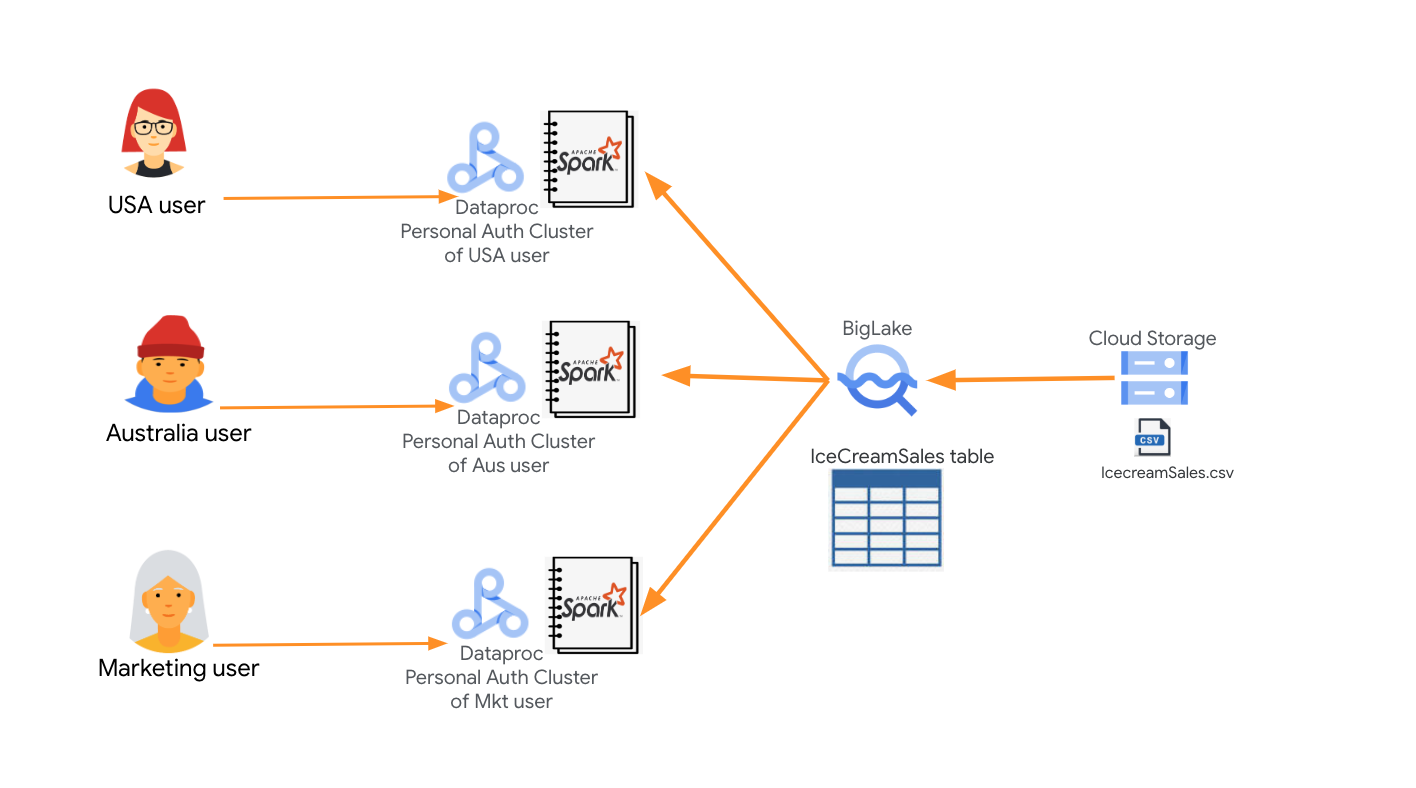 USA user
APACHE
Spark
Dataproc
Personal Auth Cluster
of USA user
Australia user
APACHE
Spark
Dataproc
Personal Auth Cluster
of Aus user
Marketing user
APACHE
Spark
Dataproc
Personal Auth Cluster
of Mkt user
BigLake
IceCreamSales table
Cloud Storage
CSV
IcecreamSales.csv